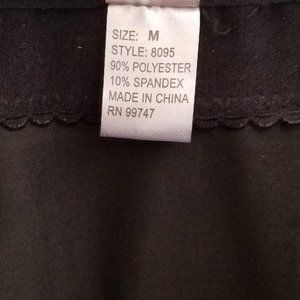 SIZE: M
STYLE: 8095
90% POLYESTER
10% SPANDEX
MADE IN CHINA
RN 99747